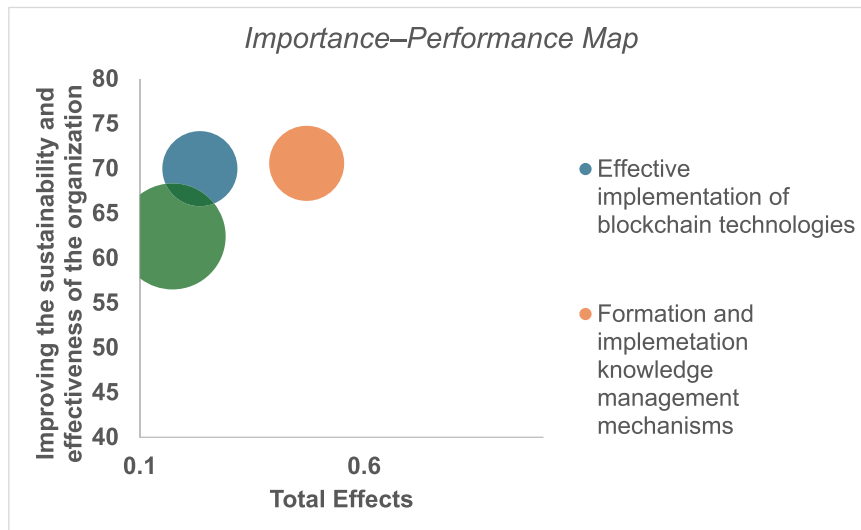 Importance–Performance Map
Improving the sustainability and
effectiveness of the organization
80
75
70
65
60
55
50
45
40
0.1
0.6
Total Effects
Effective
implementation of
blockchain technologies
Formation and
implemetation
knowledge
management
mechanisms